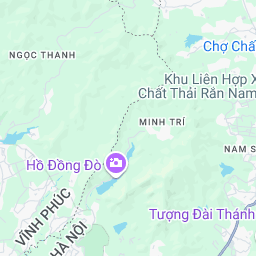 NGỌC THANH
Chợ Chấ
Khu Liên Hợp X
Chất Thải Rắn Nam
MINH TRÍ
NAM S
Hồ Đồng Đò
VĨNH PHÚC
HÀ NỘI
Tượng Đài Thánh